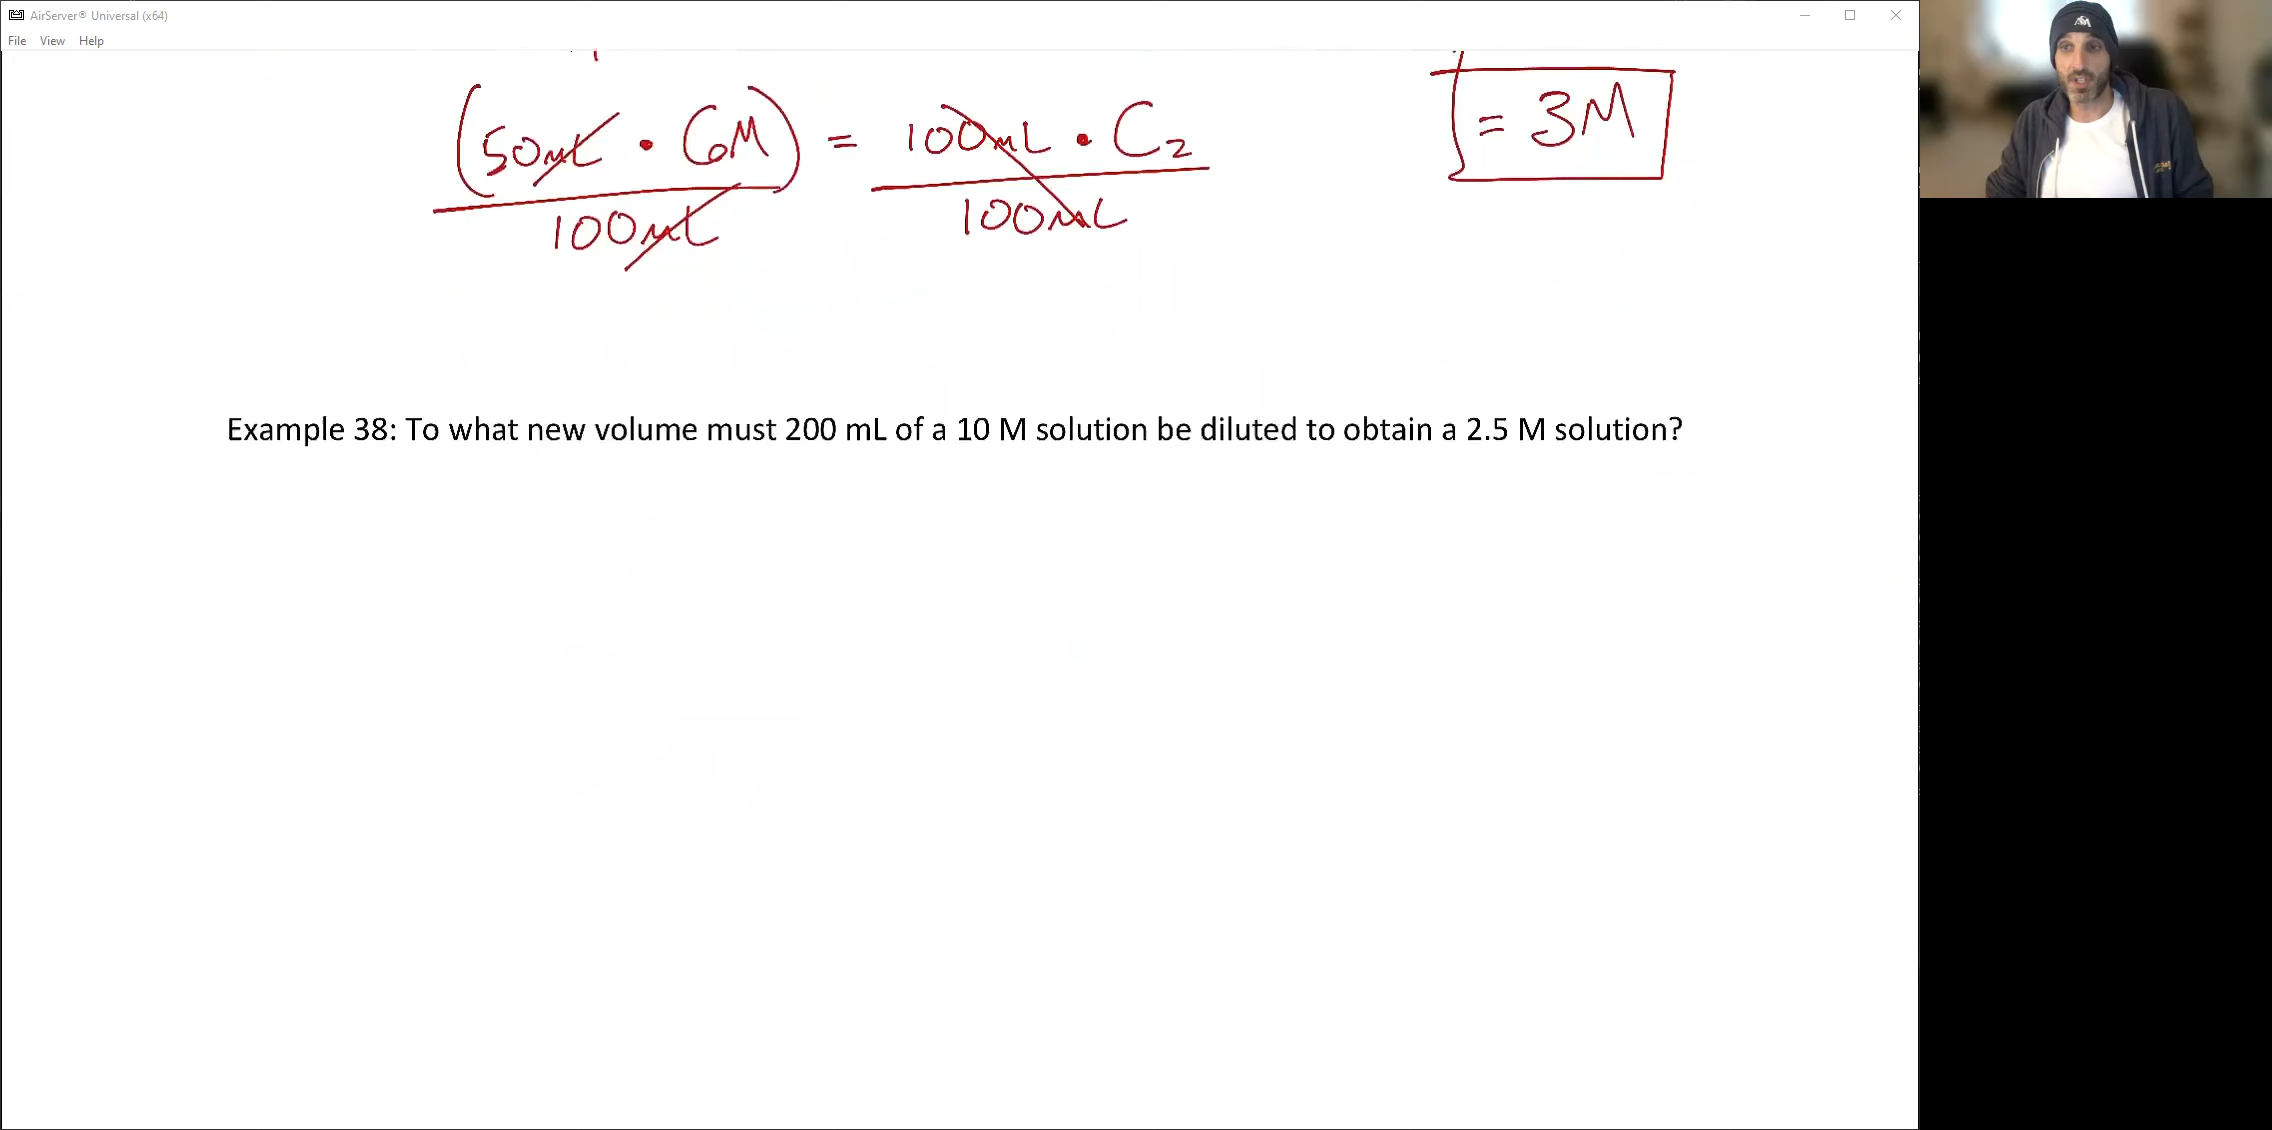 AirServer® Universal (x64)
File View Help
(50mL · 6M) = 100mL · C₂
100mL 100mL
= 3M
Example 38: To what new volume must 200 mL of a 10 M solution be diluted to obtain a 2.5 M solution?